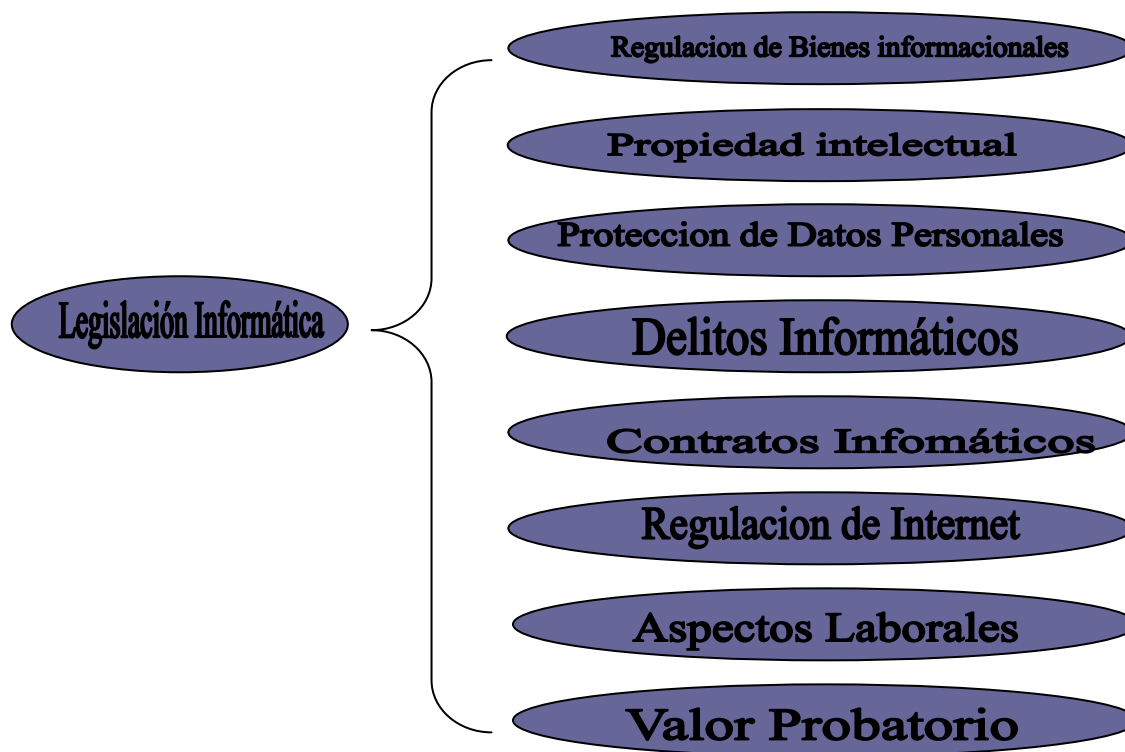 Regulacion de Bienes informacionales
Propiedad intelectual
Proteccion de Datos Personales
Legislación Informática
Delitos Informáticos
Contratos Infomáticos
Regulacion de Internet
Aspectos Laborales
Valor Probatorio